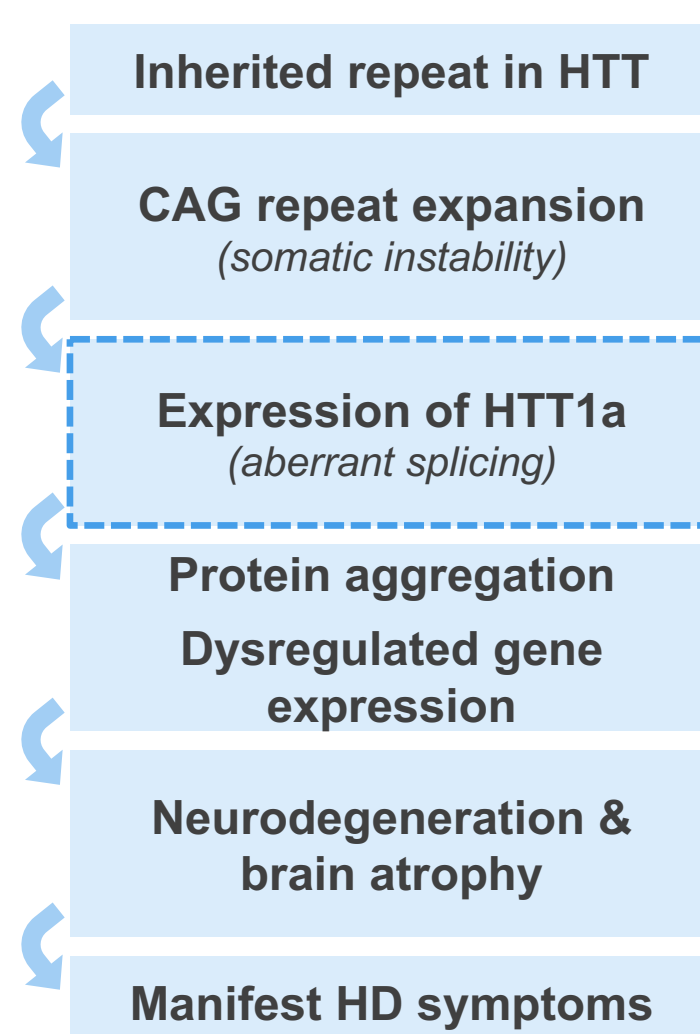 Inherited repeat in HTT
CAG repeat expansion
(somatic instability)
Expression of HTT1a
(aberrant splicing)
Protein aggregation
Dysregulated gene
expression
Neurodegeneration &
brain atrophy
Manifest HD symptoms